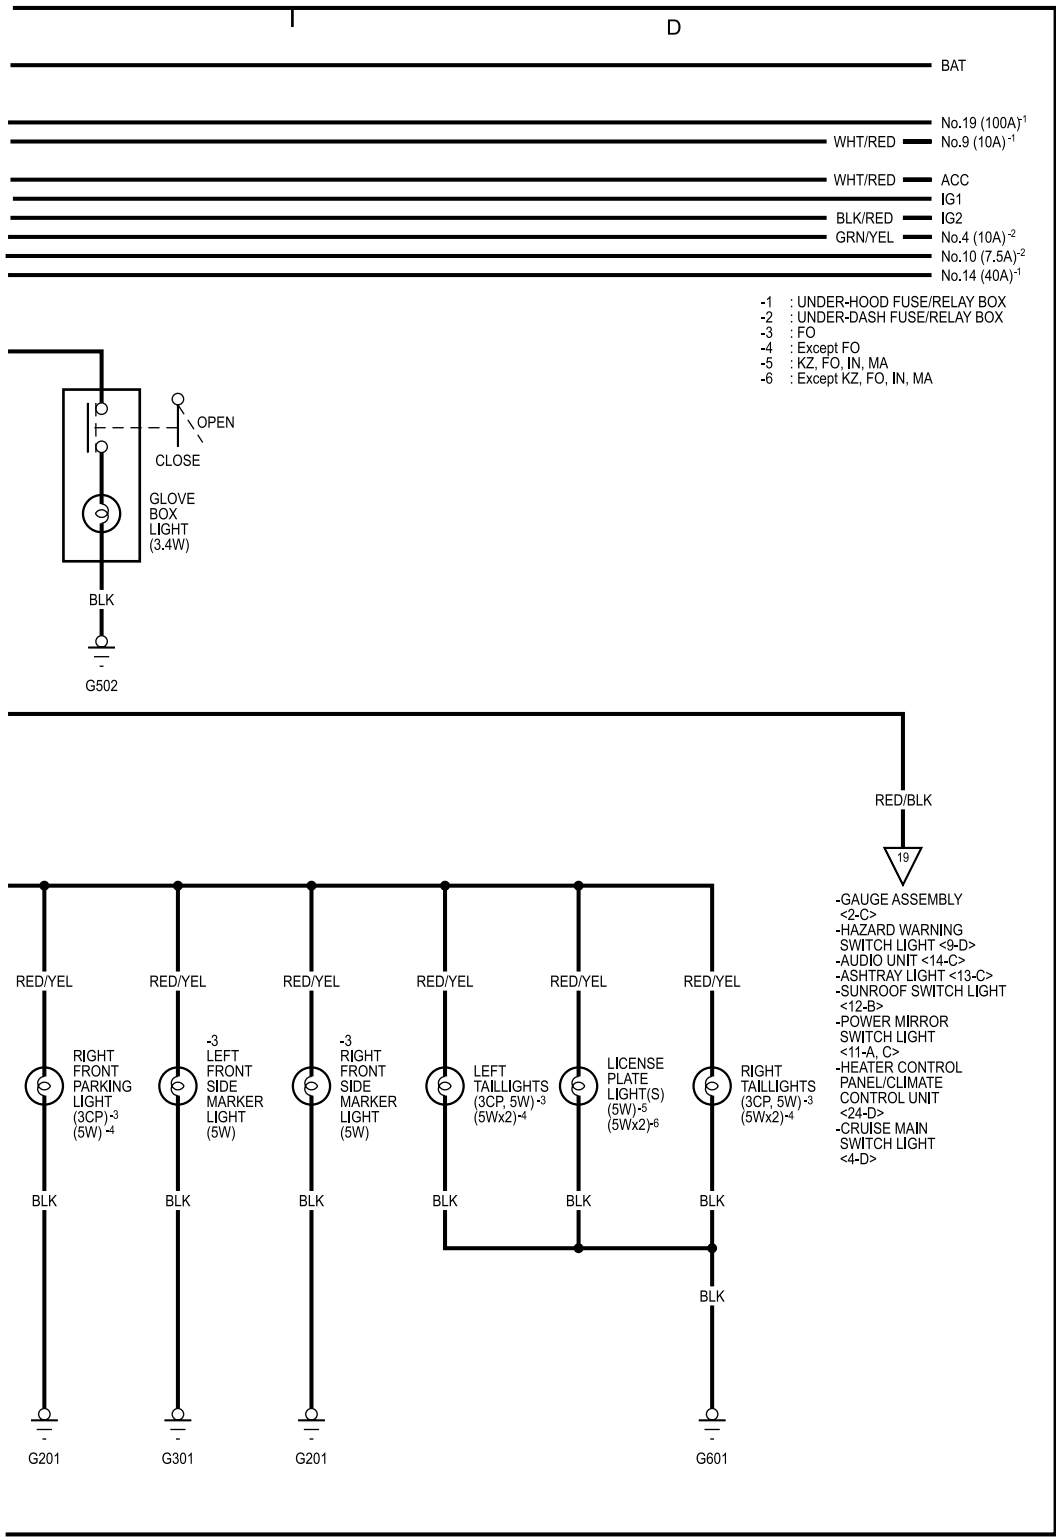 D
BAT
No.19 (100A)-1
WHT/RED
No.9 (10A)-1
WHT/RED
ACC
IG1
BLK/RED
IG2
GRN/YEL
No.4 (10A)-2
No.10 (7.5A)-2
No.14 (40A)-1
-1 : UNDER-HOOD FUSE/RELAY BOX
-2 : UNDER-DASH FUSE/RELAY BOX
-3 : FO
-4 : Except FO
-5 : KZ, FO, IN, MA
-6 : Except KZ, FO, IN, MA
OPEN
CLOSE
GLOVE
BOX
LIGHT
(3.4W)
BLK
G502
RED/BLK
19
-GAUGE ASSEMBLY
<2-C>
-HAZARD WARNING
SWITCH LIGHT <9-D>
-AUDIO UNIT <14-C>
-ASHTRAY LIGHT <13-C>
-SUNROOF SWITCH LIGHT
<12-B>
-POWER MIRROR
SWITCH LIGHT
<11-A, C>
-HEATER CONTROL
PANEL/CLIMATE
CONTROL UNIT
<24-D>
-CRUISE MAIN
SWITCH LIGHT
<4-D>
RED/YEL
RED/YEL
RED/YEL
RED/YEL
RED/YEL
RED/YEL
RIGHT
FRONT
PARKING
LIGHT
(3CP)-3
(5W)-4
-3
LEFT
FRONT
SIDE
MARKER
LIGHT
(5W)
-3
RIGHT
FRONT
SIDE
MARKER
LIGHT
(5W)
LEFT
TAILLIGHTS
(3CP, 5W)-3
(5Wx2)-4
LICENSE
PLATE
LIGHT(S)
(5W)-5
(5Wx2)-6
RIGHT
TAILLIGHTS
(3CP, 5W)-3
(5Wx2)-4
BLK
BLK
BLK
BLK
BLK
BLK
BLK
G201
G301
G201
G601